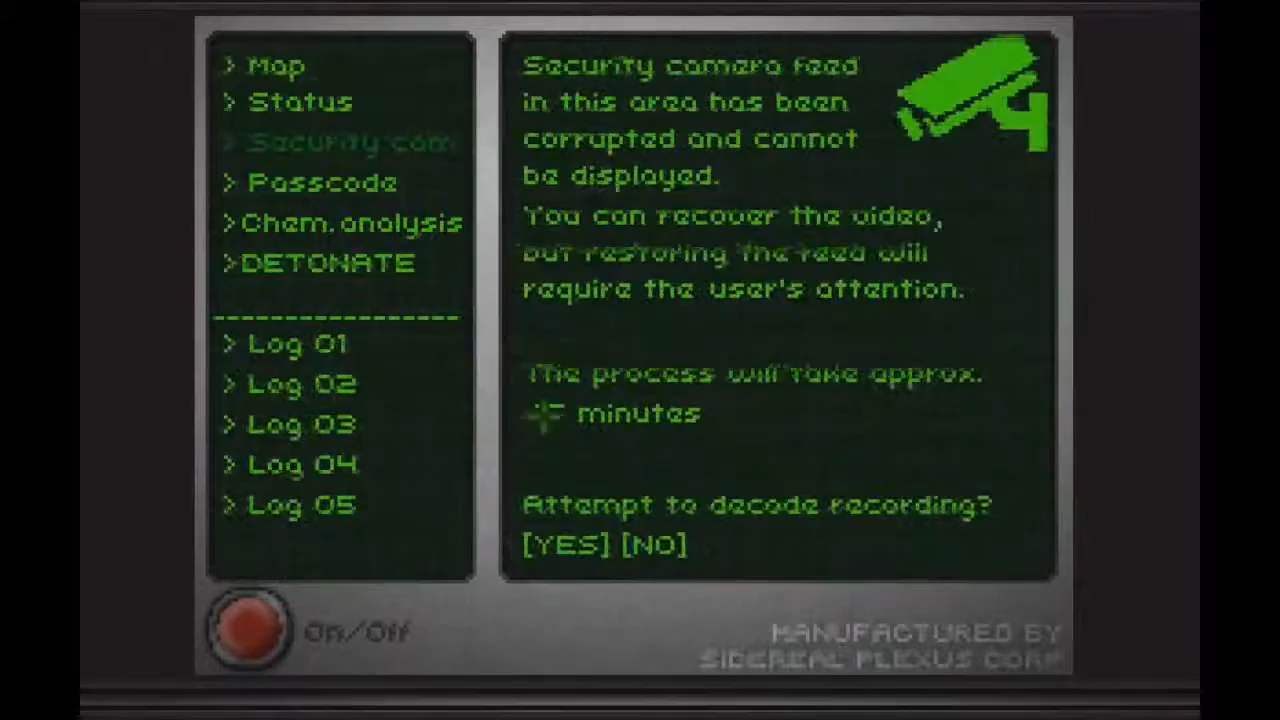 > Map
> Status
> Security cam
> Passcode
>Chem.analysis
>DETONATE
--------------------
> Log 01
> Log 02
> Log 03
> Log 04
> Log 05
On/Off
Security camera feed
in this area has been
corrupted and cannot
be displayed.
You can recover the video,
but restoring the feed will
require the user's attention.
The process will take approx.
minutes
Attempt to decode recording?
[YES] [NO]
4
MANUFACTURED BY
SIDEREAL PLEXUS CORP